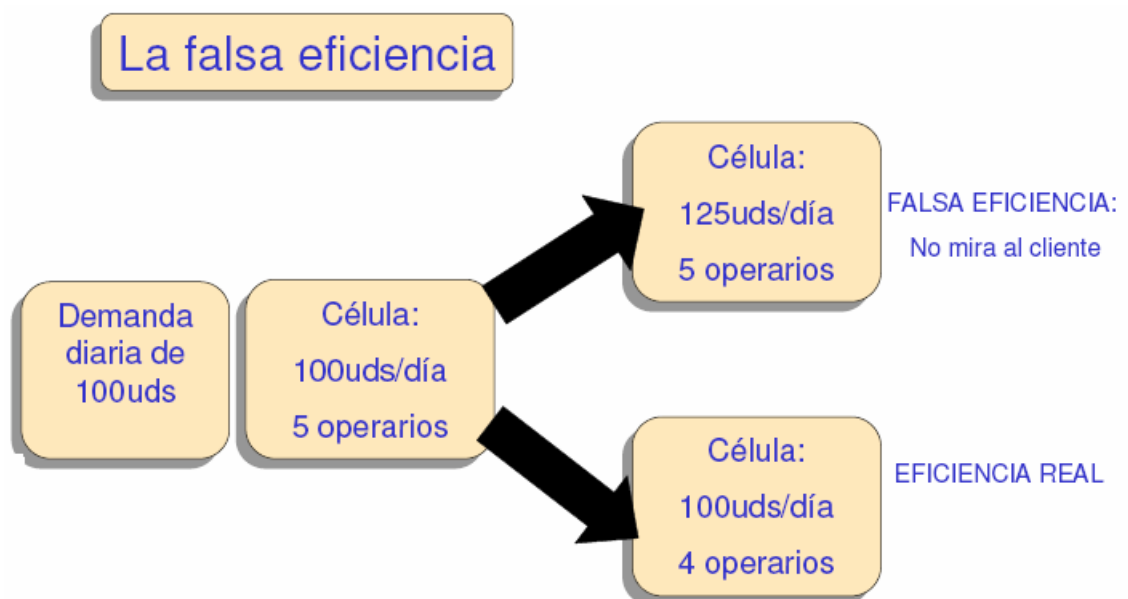 La falsa eficiencia
Demanda
diaria de
100uds
Célula:
100uds/día
5 operarios
Célula:
125uds/día
5 operarios
FALSA EFICIENCIA:
No mira al cliente
Célula:
100uds/día
4 operarios
EFICIENCIA REAL